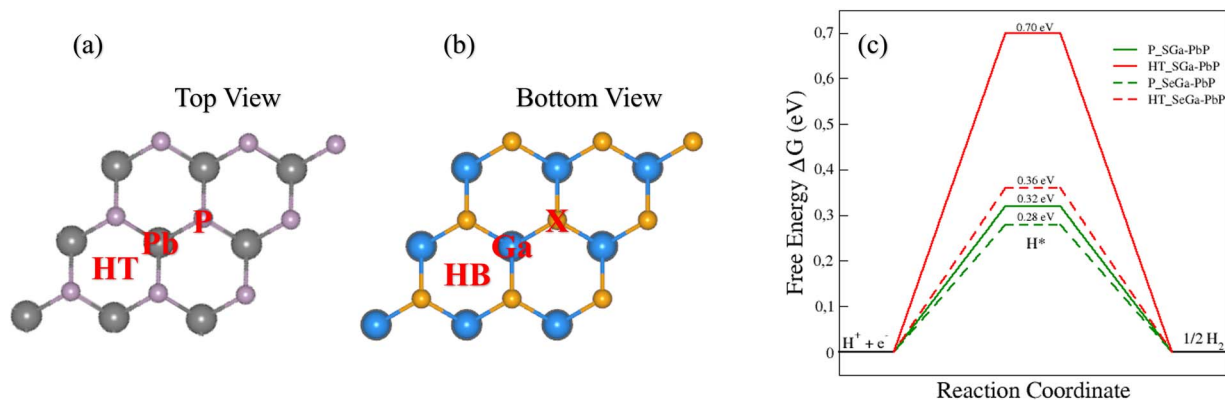 (a)
Top View
HT
Pb
P
(b)
Bottom View
HB
Ga
X
(c)
Free Energy ΔG (eV)
0,7
0,6
0,5
0,4
0,3
0,2
0,1
0
0.70 eV
0.36 eV
0.32 eV
0.28 eV
H*
H⁺ + e⁻
1/2 H₂
P_SGa-PbP
HT_SGa-PbP
P_SeGa-PbP
HT_SeGa-PbP
Reaction Coordinate